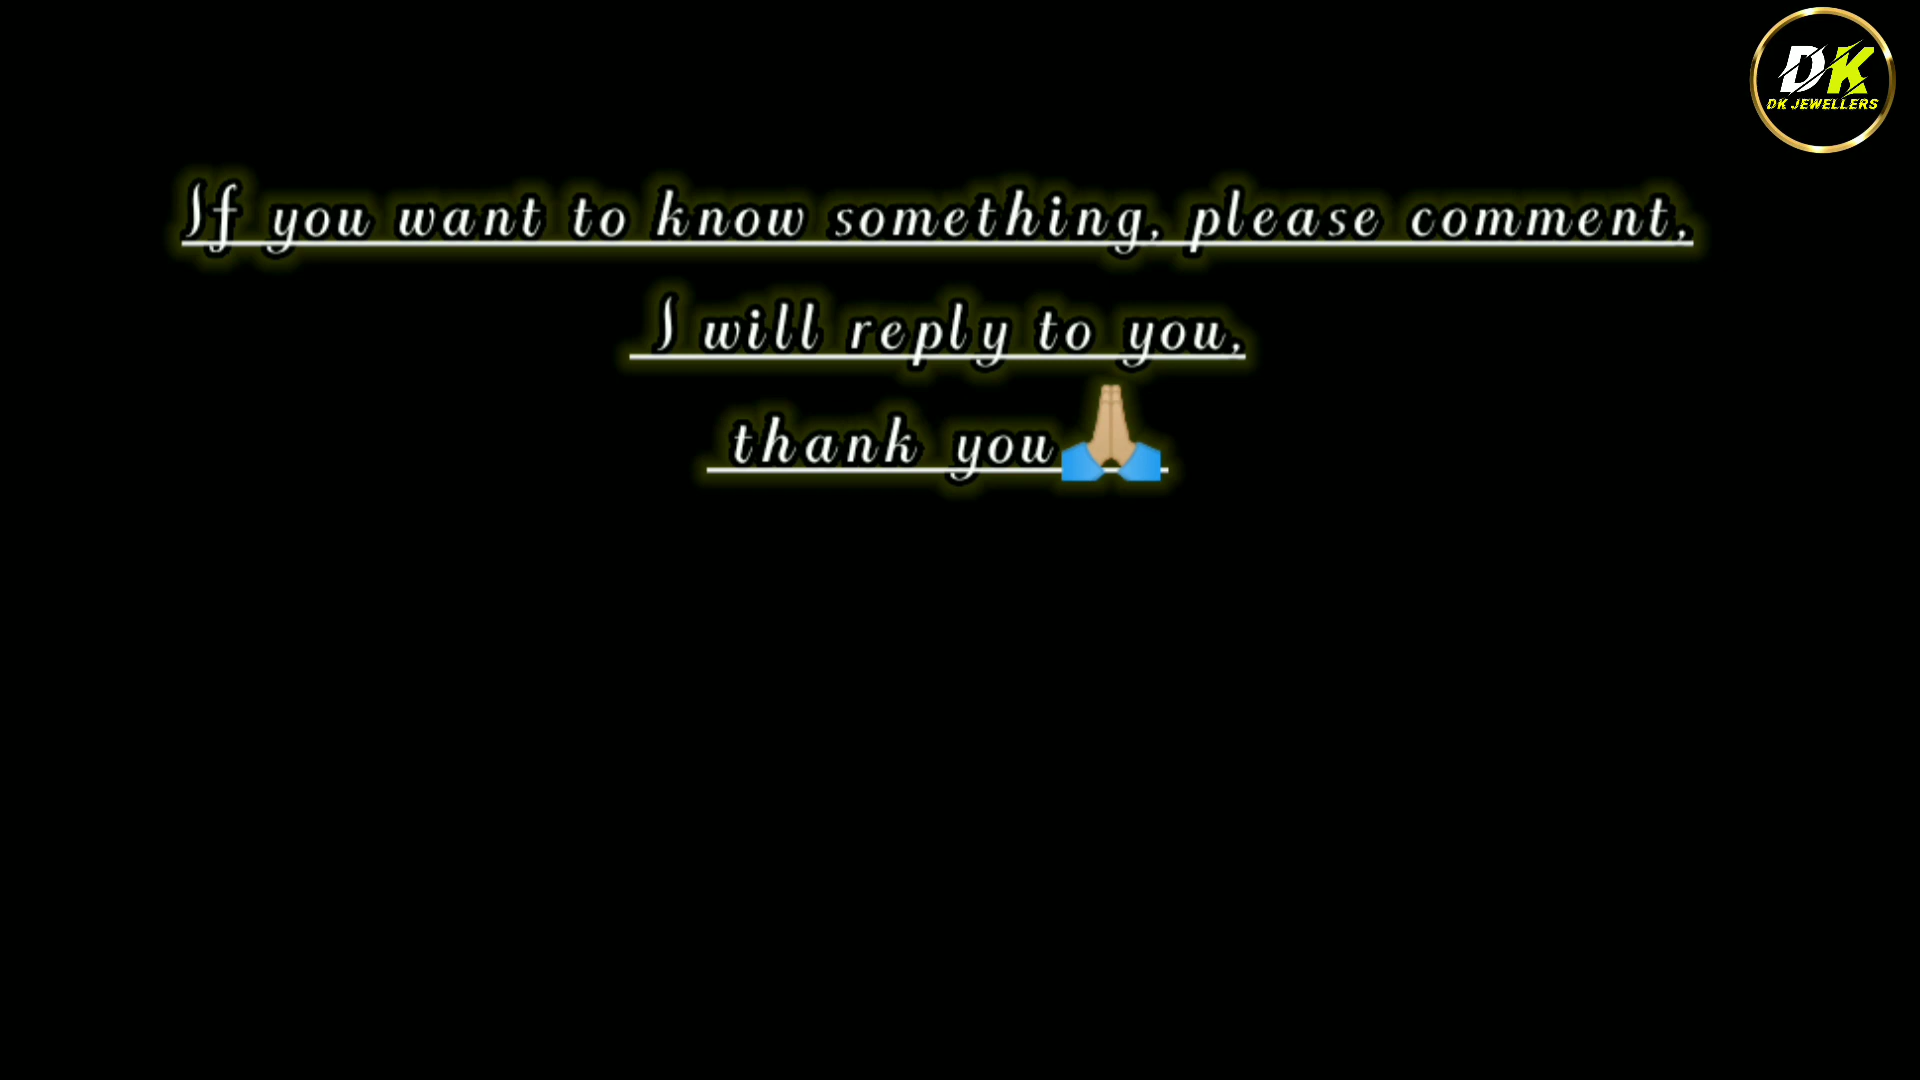 DK
DK JEWELLERS
If you want to know something, please comment,
I will reply to you,
thank you🙏🏼